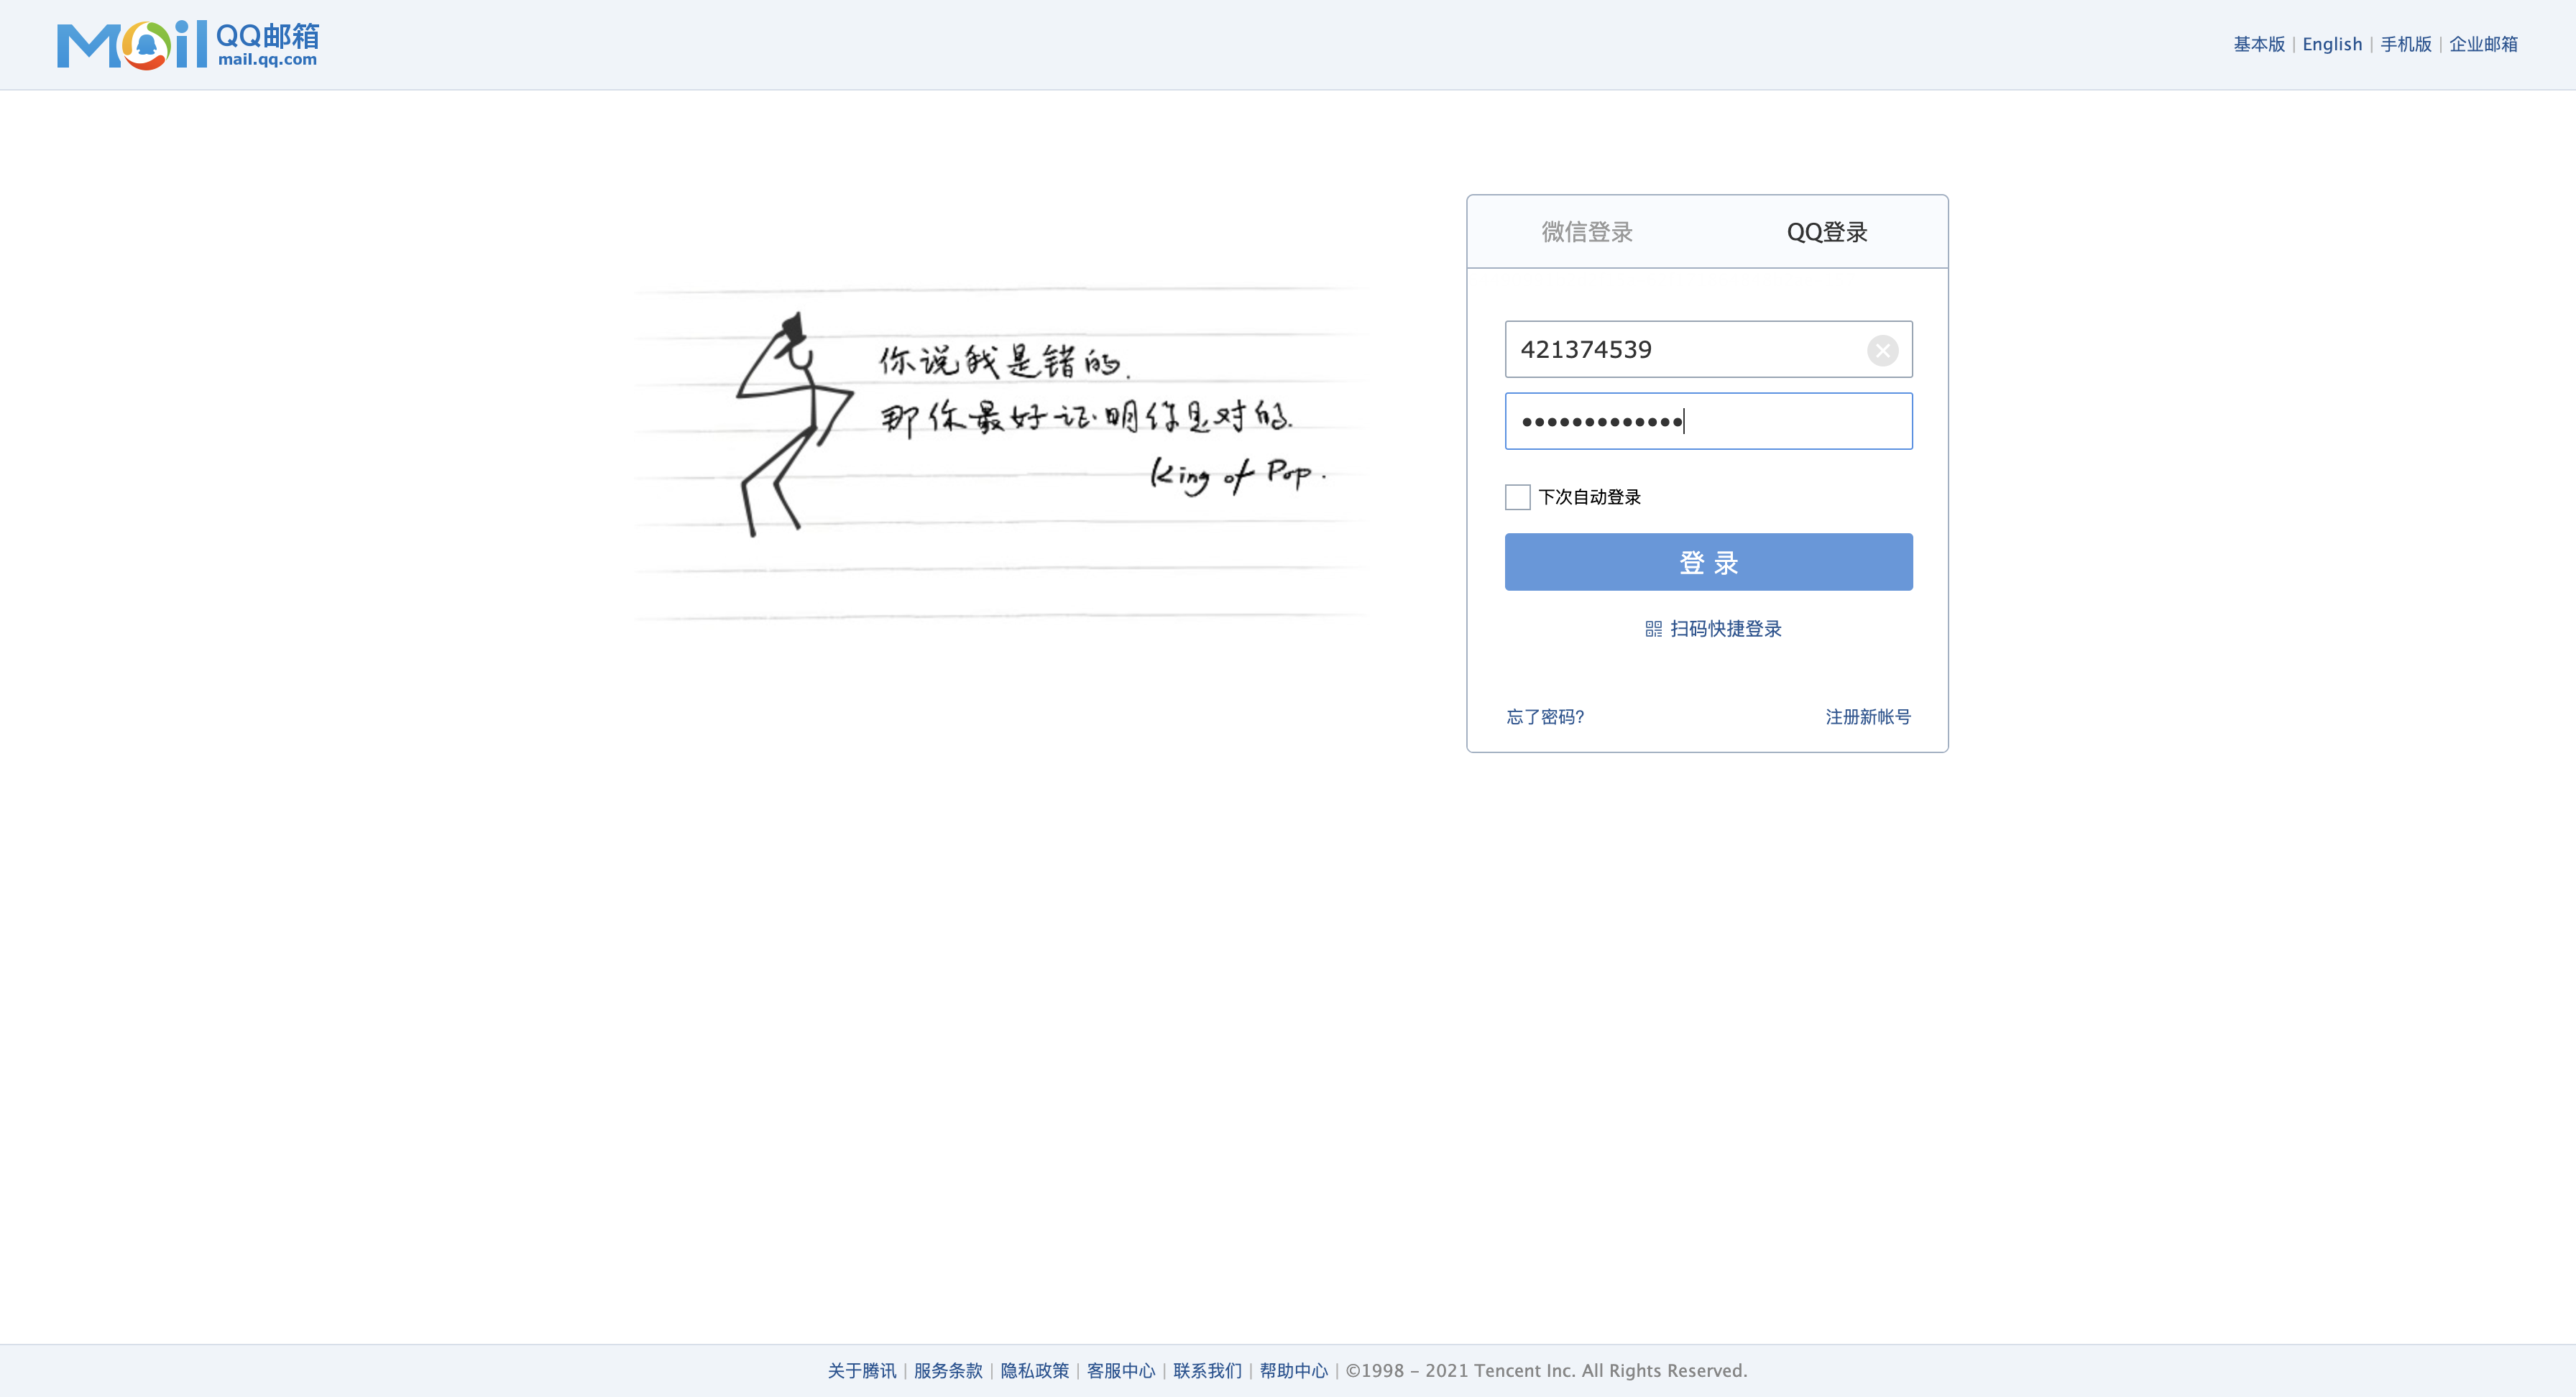 Mail QQ邮箱
mail.qq.com
基本版 | English | 手机版 | 企业邮箱
你说我是错的.
那你最好证明你是对的.
King of Pop.
微信登录 QQ登录
421374539
•••••••••••••
下次自动登录
登 录
扫码快捷登录
忘了密码? 注册新帐号
关于腾讯 | 服务条款 | 隐私政策 | 客服中心 | 联系我们 | 帮助中心 | ©1998 - 2021 Tencent Inc. All Rights Reserved.